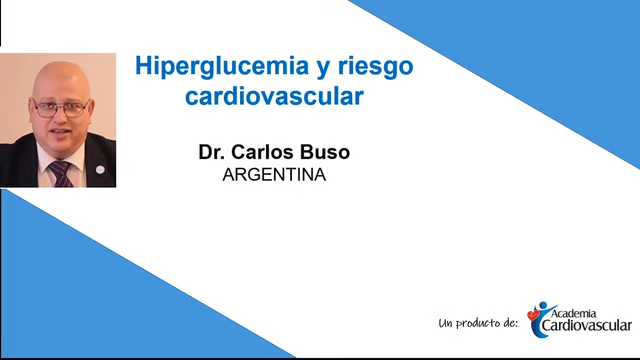 Hiperglucemia y riesgo
cardiovascular
Dr. Carlos Buso
ARGENTINA
Un producto de:
Academia
Cardiovascular